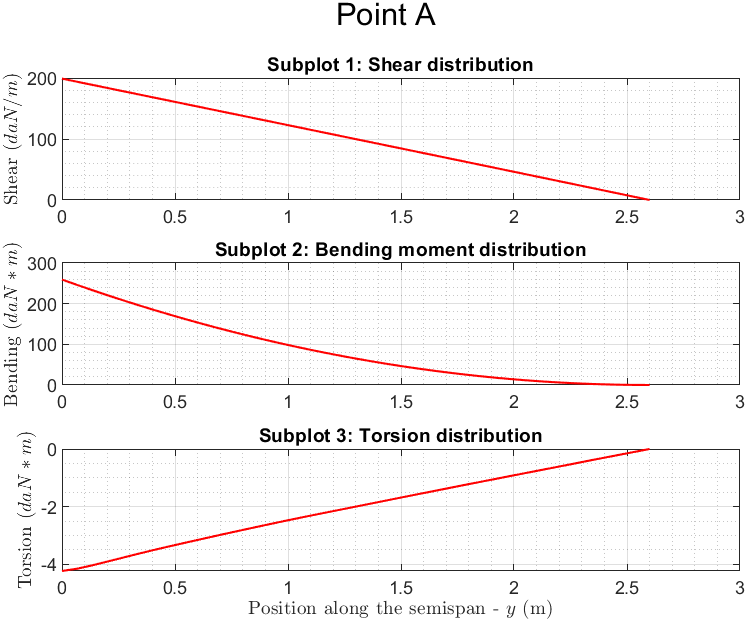 Point A
Subplot 1: Shear distribution
Shear (daN/m)
200
100
0
0 0.5 1 1.5 2 2.5 3
Subplot 2: Bending moment distribution
Bending (daN * m)
300
200
100
0
0 0.5 1 1.5 2 2.5 3
Subplot 3: Torsion distribution
Torsion (daN * m)
0
-2
-4
0 0.5 1 1.5 2 2.5 3
Position along the semispan - y (m)